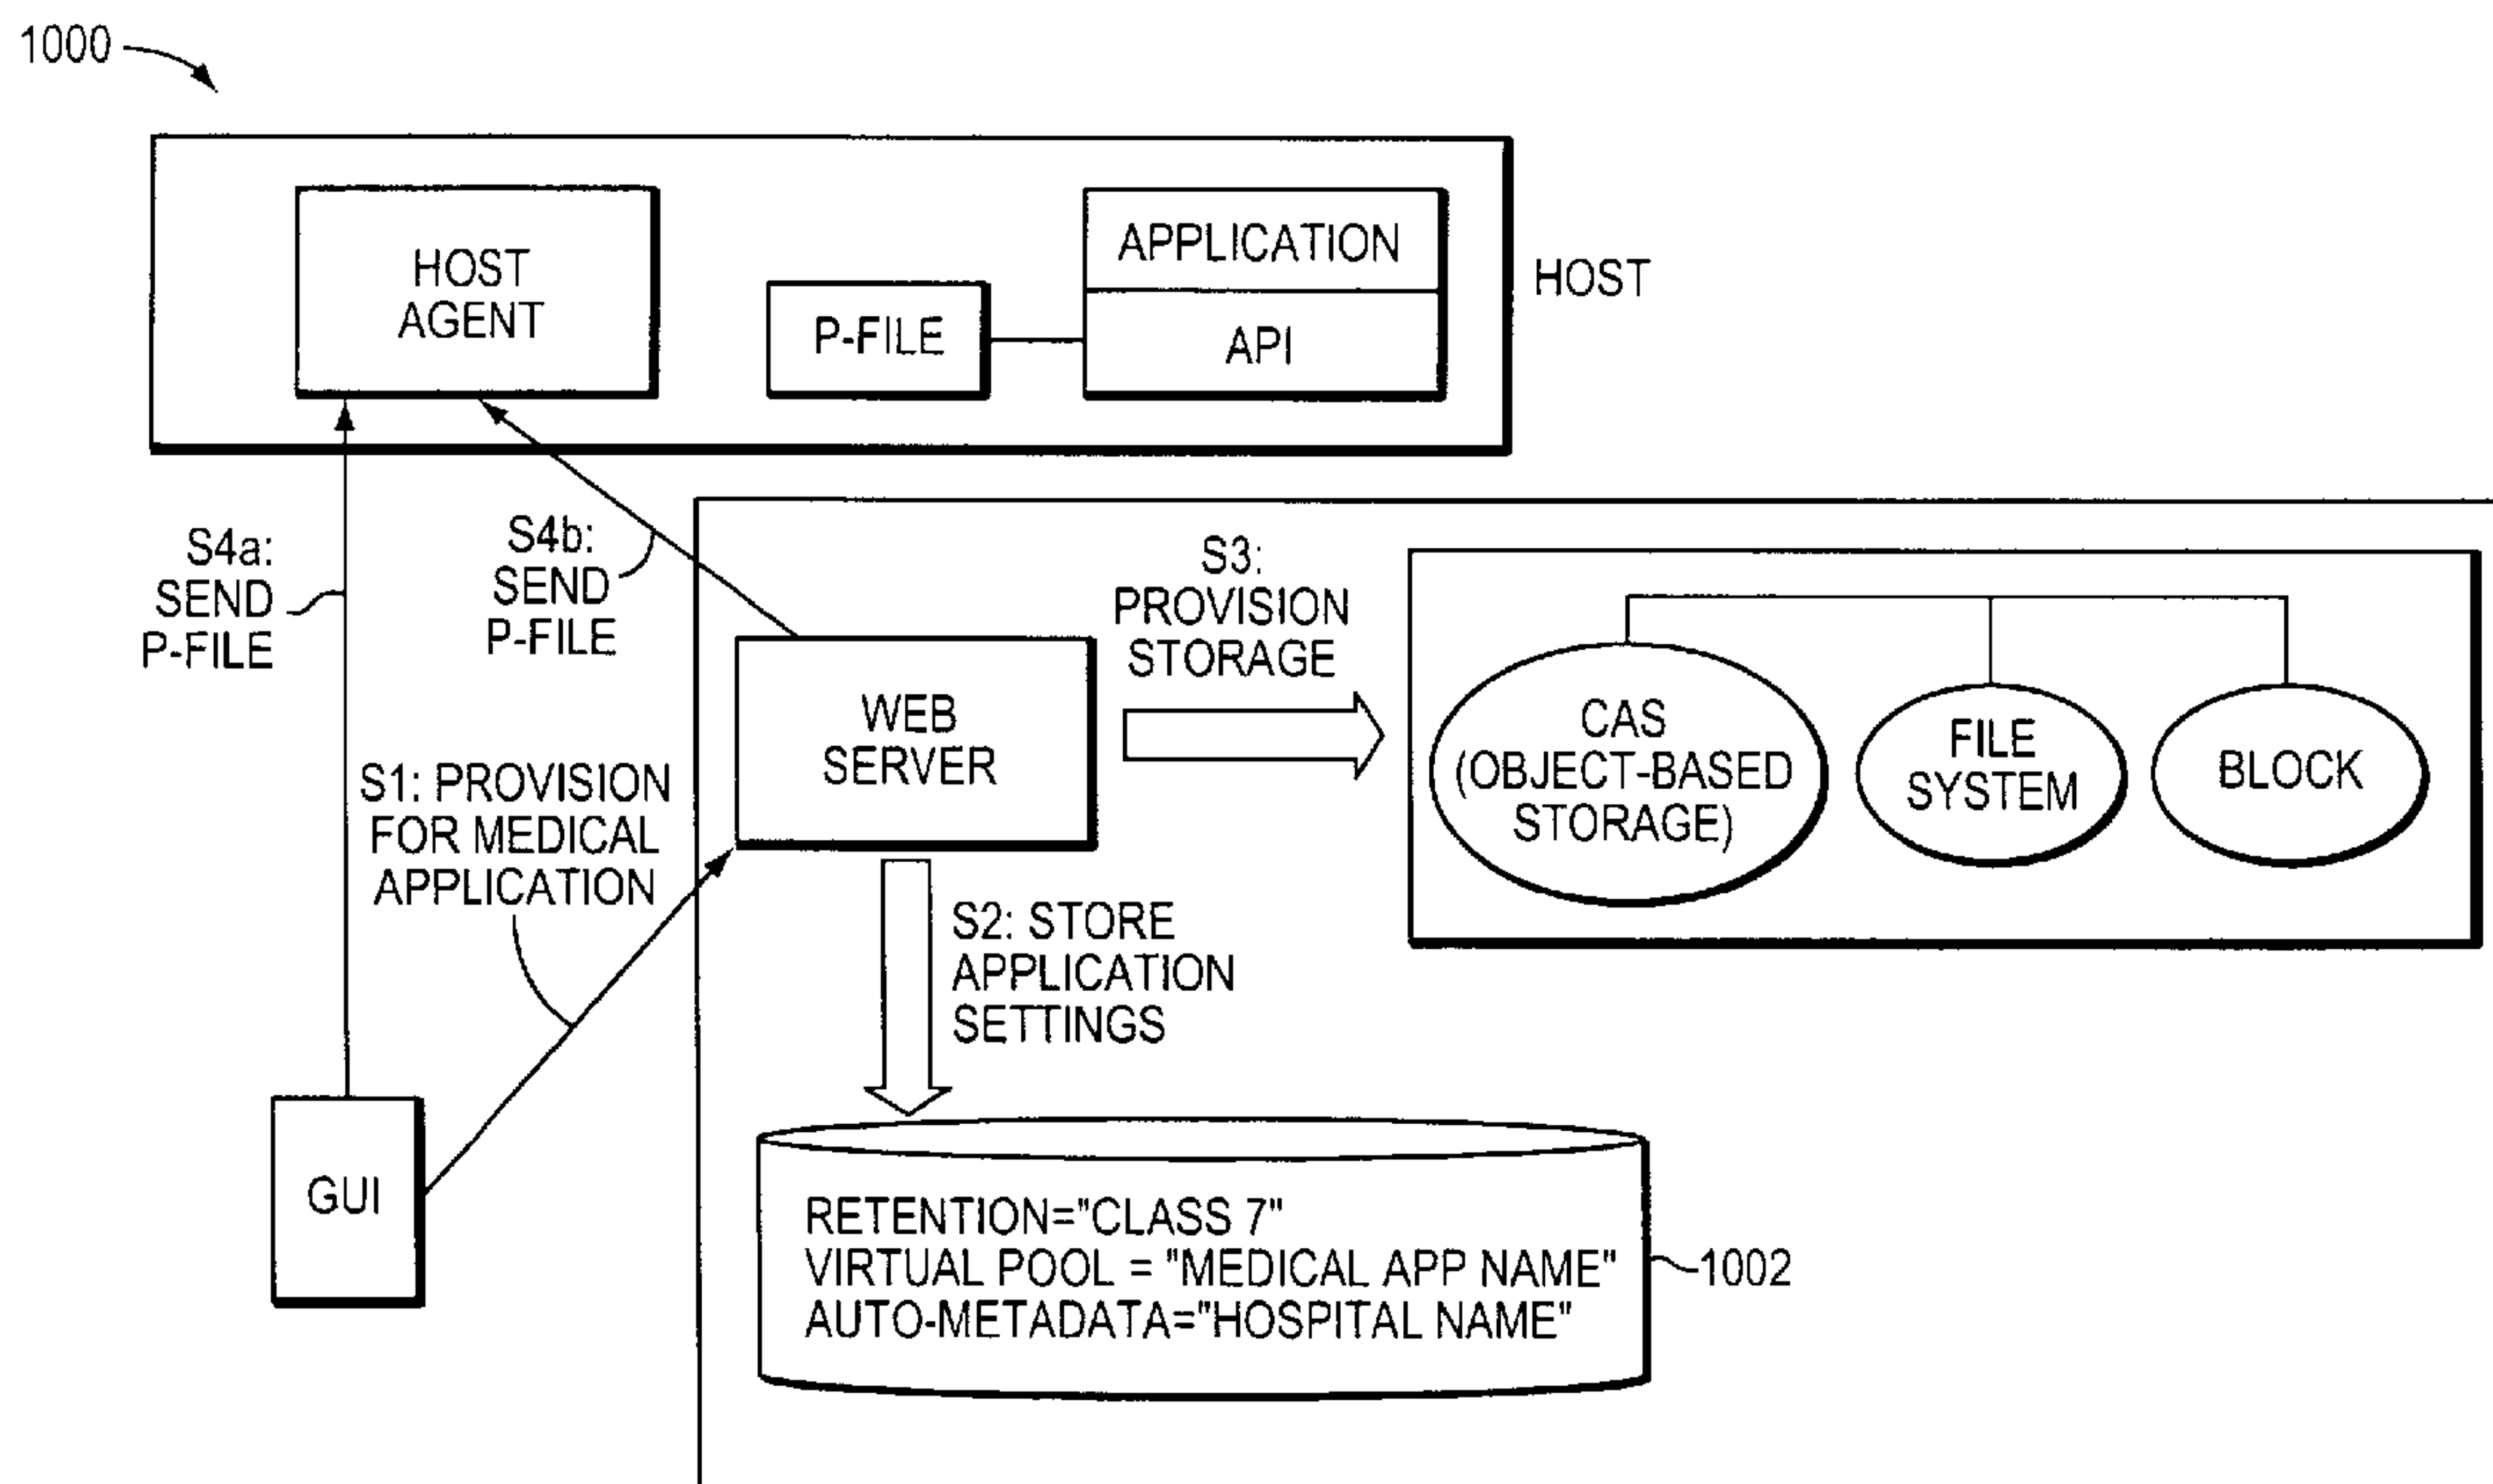 1000
HOST
AGENT
P-FILE
APPLICATION
API
HOST
S4a:
SEND
P-FILE
S4b:
SEND
P-FILE
S3:
PROVISION
STORAGE
WEB
SERVER
CAS
(OBJECT-BASED
STORAGE)
FILE
SYSTEM
BLOCK
S1: PROVISION
FOR MEDICAL
APPLICATION
S2: STORE
APPLICATION
SETTINGS
GUI
RETENTION="CLASS 7"
VIRTUAL POOL = "MEDICAL APP NAME"
AUTO-METADATA="HOSPITAL NAME"
1002